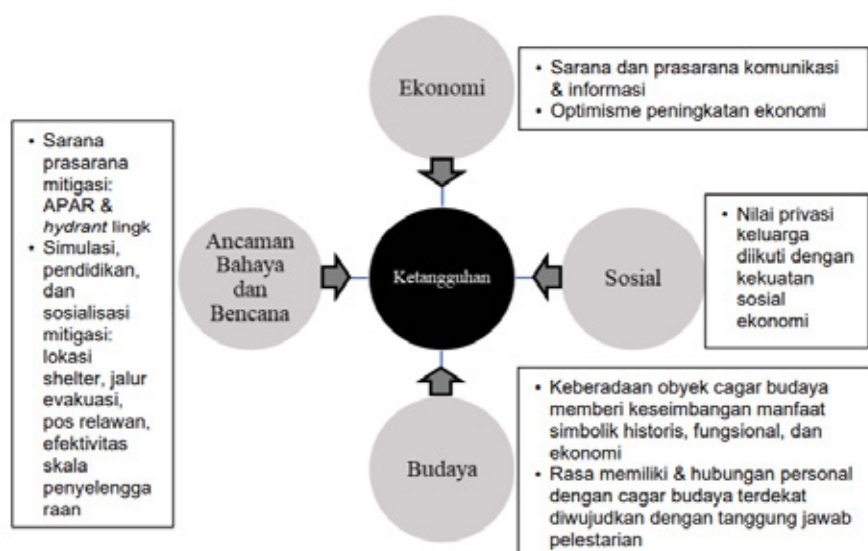 Ekonomi
• Sarana dan prasarana komunikasi
& informasi
• Optimisme peningkatan ekonomi
• Sarana
prasarana
mitigasi:
APAR &
hydrant lingk
• Simulasi,
pendidikan,
dan
sosialisasi
mitigasi:
lokasi
shelter, jalur
evakuasi,
pos relawan,
efektivitas
skala
penyelengga
raan
Ancaman
Bahaya
dan
Bencana
Ketangguhan
Sosial
• Nilai privasi
keluarga
diikuti dengan
kekuatan
sosial
ekonomi
Budaya
• Keberadaan obyek cagar budaya
memberi keseimbangan manfaat
simbolik historis, fungsional, dan
ekonomi
• Rasa memiliki & hubungan personal
dengan cagar budaya terdekat
diwujudkan dengan tanggung jawab
pelestarian